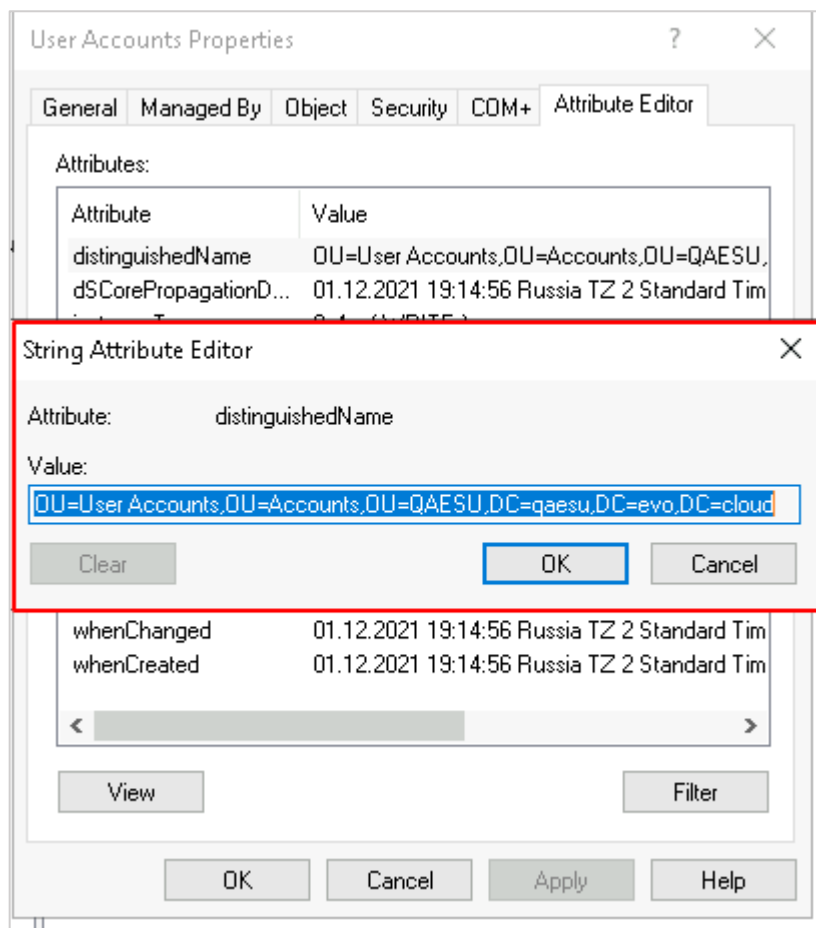 User Accounts Properties
General Managed By Object Security COM+ Attribute Editor
Attributes:
Attribute Value
distinguishedName OU=User Accounts,OU=Accounts,OU=QAESU,
dSCorePropagationD... 01.12.2021 19:14:56 Russia TZ 2 Standard Tim
String Attribute Editor
Attribute: distinguishedName
Value:
OU=User Accounts,OU=Accounts,OU=QAESU,DC=qaesu,DC=evo,DC=cloud
Clear OK Cancel
whenChanged 01.12.2021 19:14:56 Russia TZ 2 Standard Tim
whenCreated 01.12.2021 19:14:56 Russia TZ 2 Standard Tim
View Filter
OK Cancel Apply Help